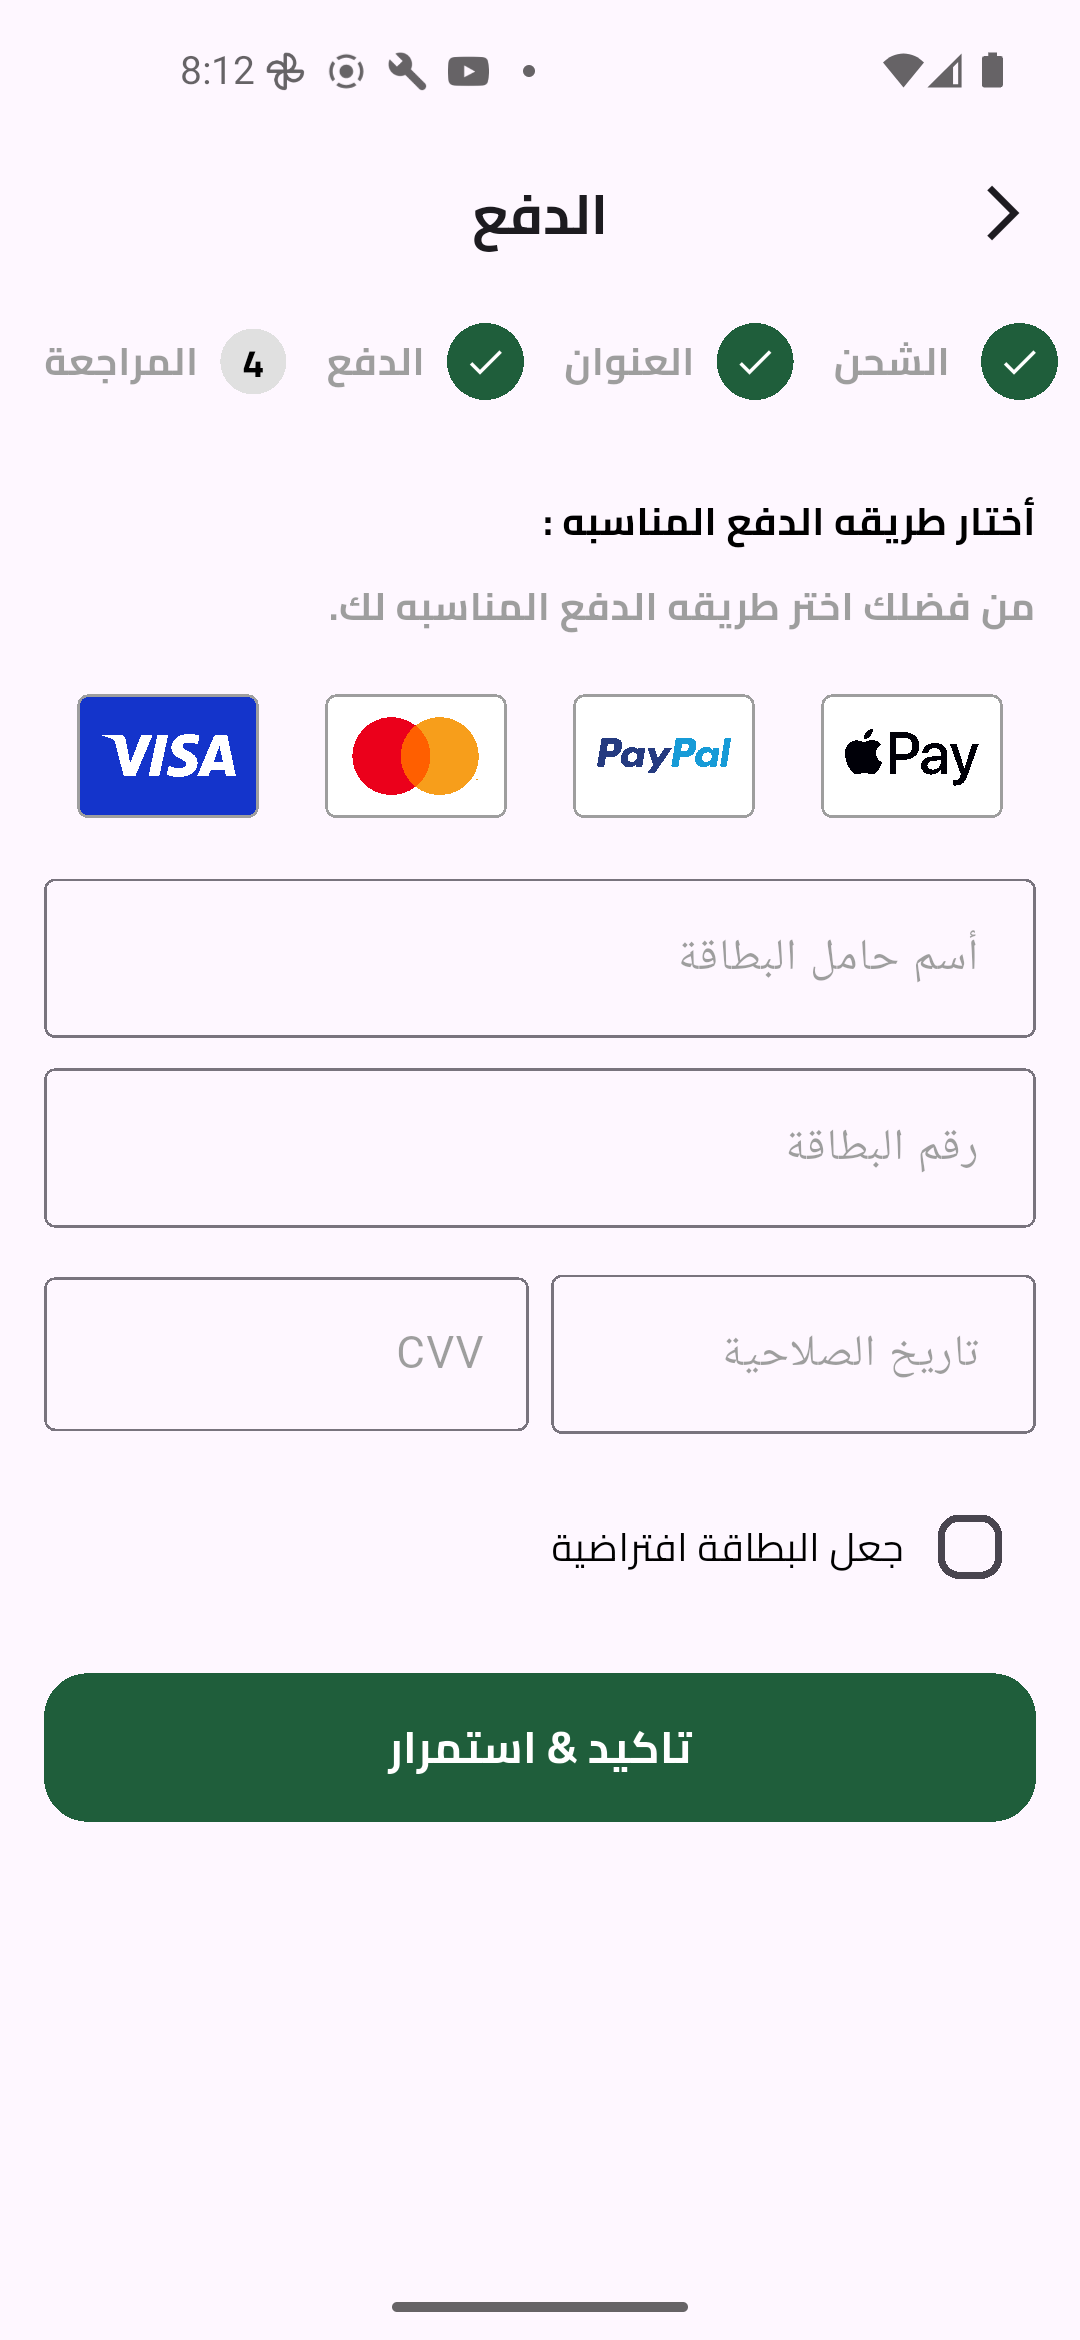 8:12
الدفع
الشحن العنوان الدفع 4 المراجعة
أختار طريقه الدفع المناسبه :
من فضلك اختر طريقه الدفع المناسبه لك.
VISA PayPal Pay
أسم حامل البطاقة
رقم البطاقة
تاريخ الصلاحية CVV
جعل البطاقة افتراضية
تاكيد & استمرار